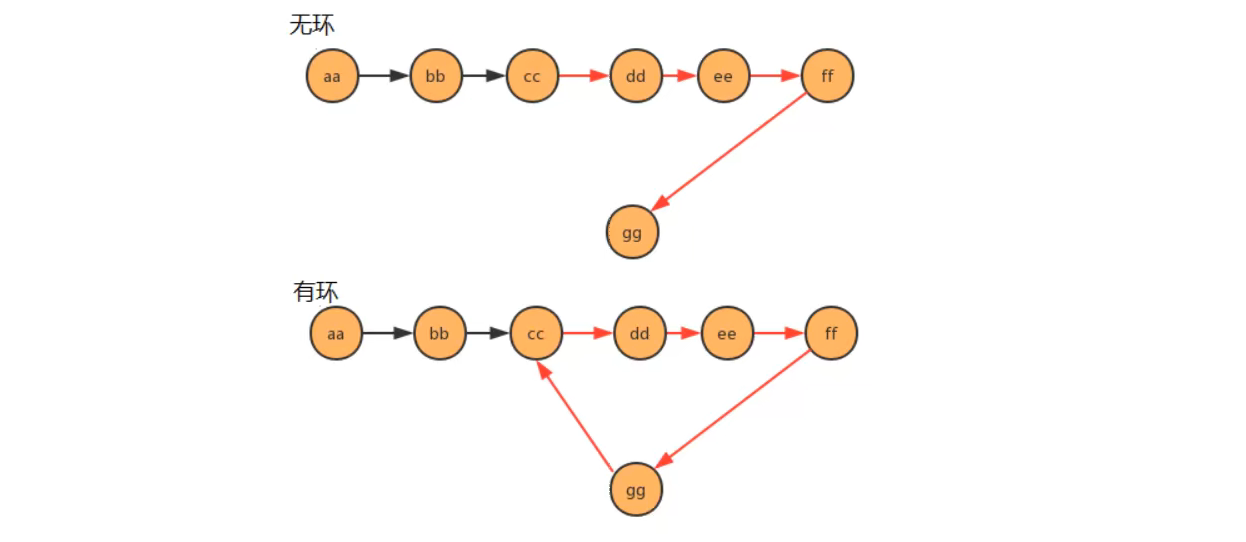 无环
aa bb cc dd ee ff
gg
有环
aa bb cc dd ee ff
gg